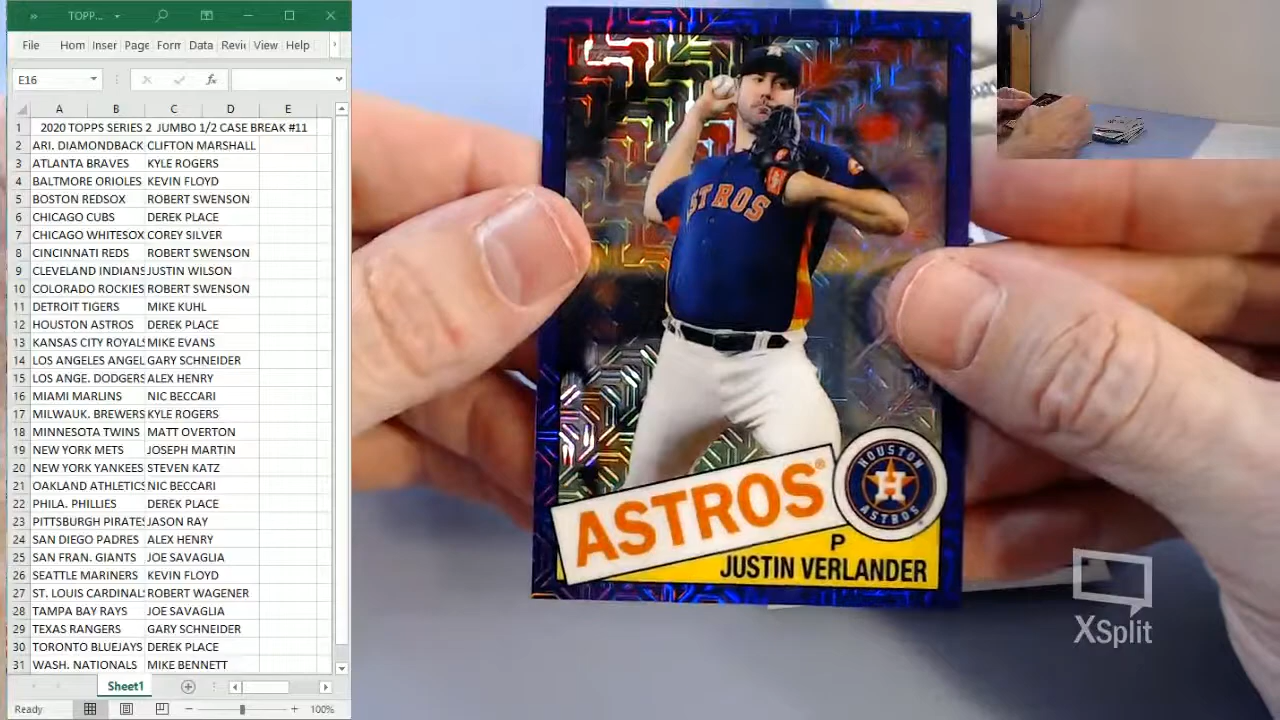 TOPP...
File Hom Inser Page Forn Data Revi View Help
E16
fx
A B C D E
1 2020 TOPPS SERIES 2 JUMBO 1/2 CASE BREAK #11
2 ARI. DIAMONDBACK CLIFTON MARSHALL
3 ATLANTA BRAVES KYLE ROGERS
4 BALTMORE ORIOLES KEVIN FLOYD
5 BOSTON REDSOX ROBERT SWENSON
6 CHICAGO CUBS DEREK PLACE
7 CHICAGO WHITESOX COREY SILVER
8 CINCINNATI REDS ROBERT SWENSON
9 CLEVELAND INDIANS JUSTIN WILSON
10 COLORADO ROCKIES ROBERT SWENSON
11 DETROIT TIGERS MIKE KUHL
12 HOUSTON ASTROS DEREK PLACE
13 KANSAS CITY ROYAL MIKE EVANS
14 LOS ANGELES ANGEL GARY SCHNEIDER
15 LOS ANGE. DODGERS ALEX HENRY
16 MIAMI MARLINS NIC BECCARI
17 MILWAUK. BREWERS KYLE ROGERS
18 MINNESOTA TWINS MATT OVERTON
19 NEW YORK METS JOSEPH MARTIN
20 NEW YORK YANKEES STEVEN KATZ
21 OAKLAND ATHLETICS NIC BECARI
22 PHILA. PHILLIES DEREK PLACE
23 PITTSBURGH PIRATE JASON RAY
24 SAN DIEGO PADRES ALEX HENRY
25 SAN FRAN. GIANTS JOE SAVAGLIA
26 SEATTLE MARINERS KEVIN FLOYD
27 ST. LOUIS CARDINAL ROBERT WAGENER
28 TAMPA BAY RAYS JOE SAVAGLIA
29 TEXAS RANGERS GARY SCHNEIDER
30 TORONTO BLUEJAYS DEREK PLACE
31 WASH. NATIONALS MIKE BENNETT
Sheet1
Ready 100%
ASTROS
HOUSTON
H
ASTROS
ASTROS®
P
JUSTIN VERLANDER
XSplit